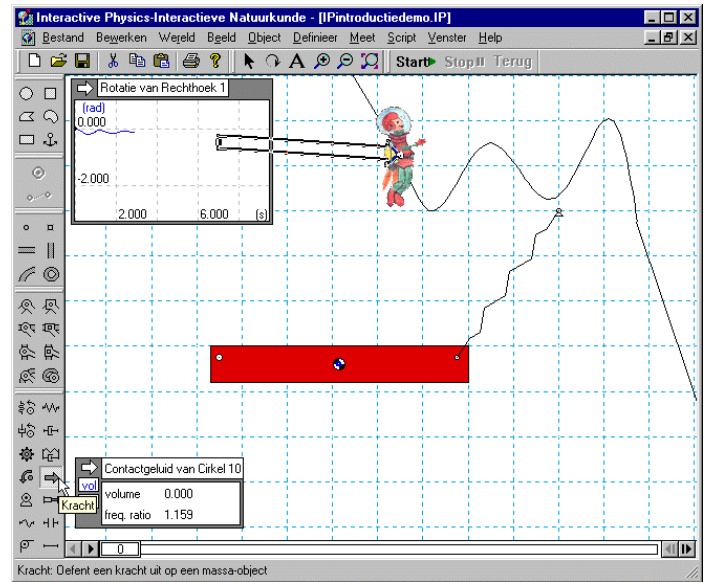 Interactive Physics-Interactieve Natuurkunde - [IPintroductiedemo.IP]
Bestand Bewerken Wereld Beeld Object Definieer Meet Script Venster Help
A Start Stop Terug
Rotatie van Rechthoek 1
(rad)
0.000
-2.000
2.000 6.000 (s)
Contactgeluid van Cirkel 10
vol
volume 0.000
freq. ratio 1.159
Kracht
0
Kracht: Oefent een kracht uit op een massa-object